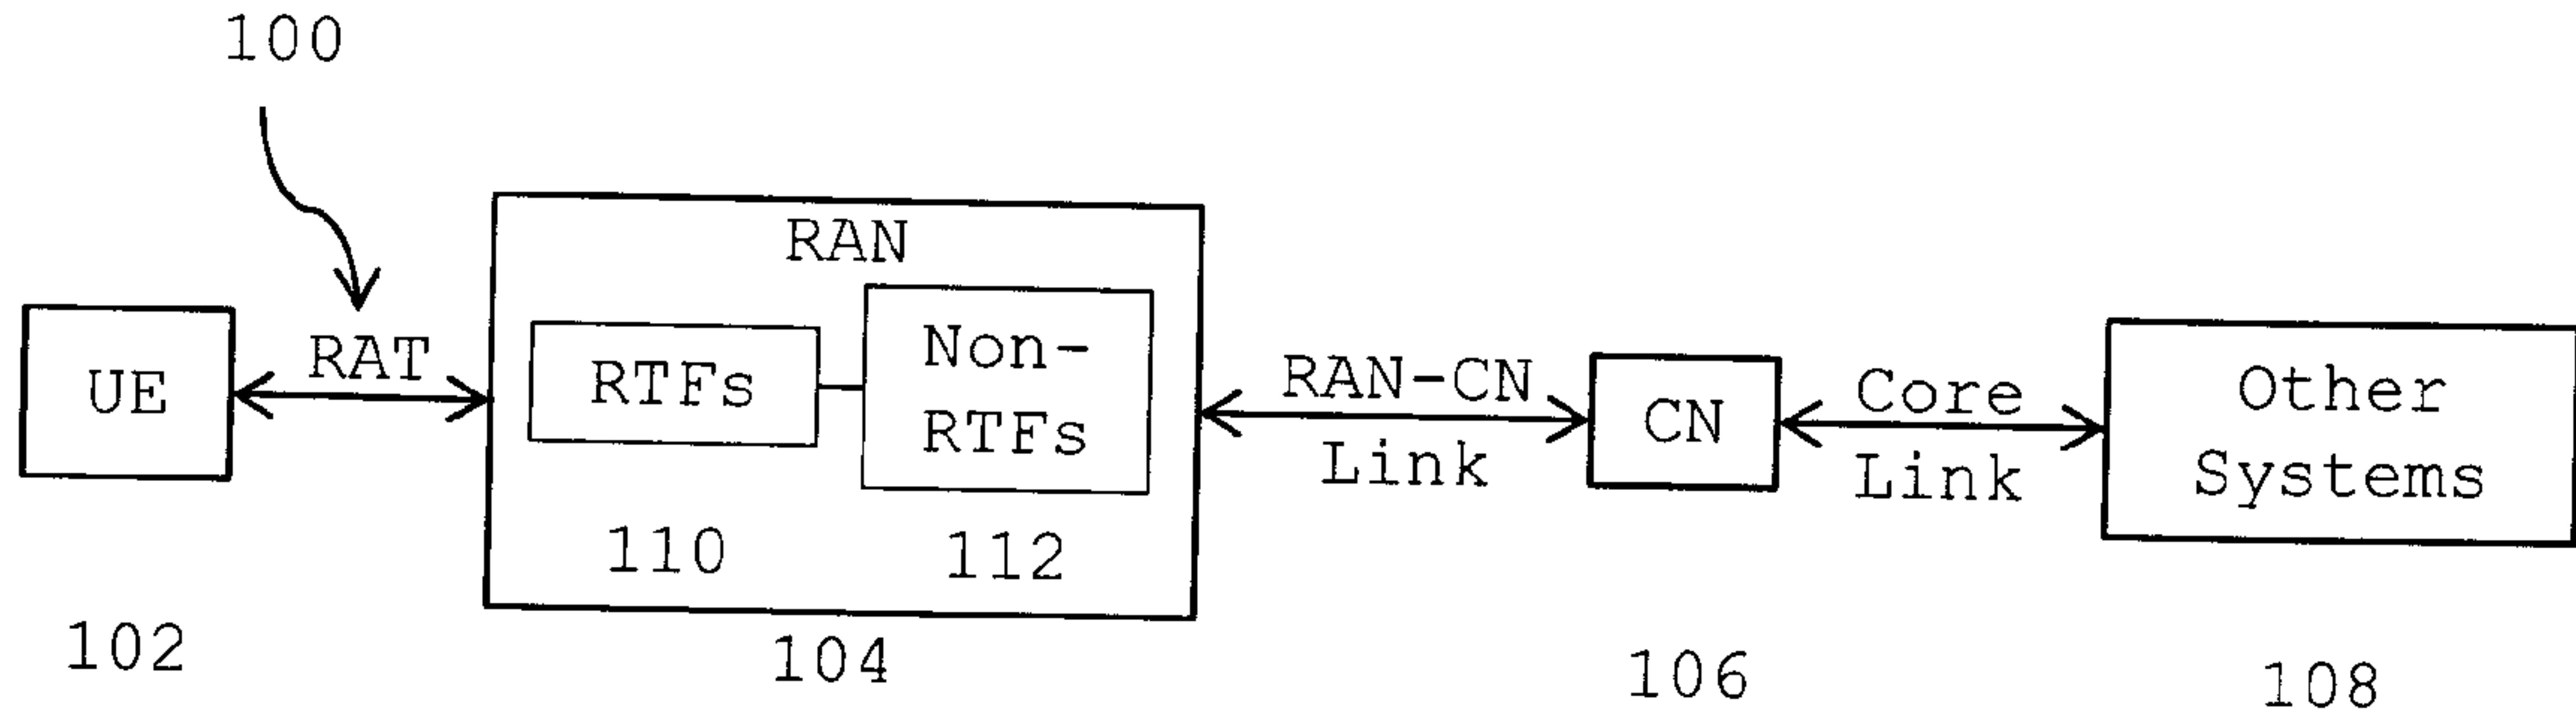 100
RAN
UE
RAT
RTFs
Non-
RTFs
RAN-CN
Link
CN
Core
Link
Other
Systems
110
112
102
104
106
108